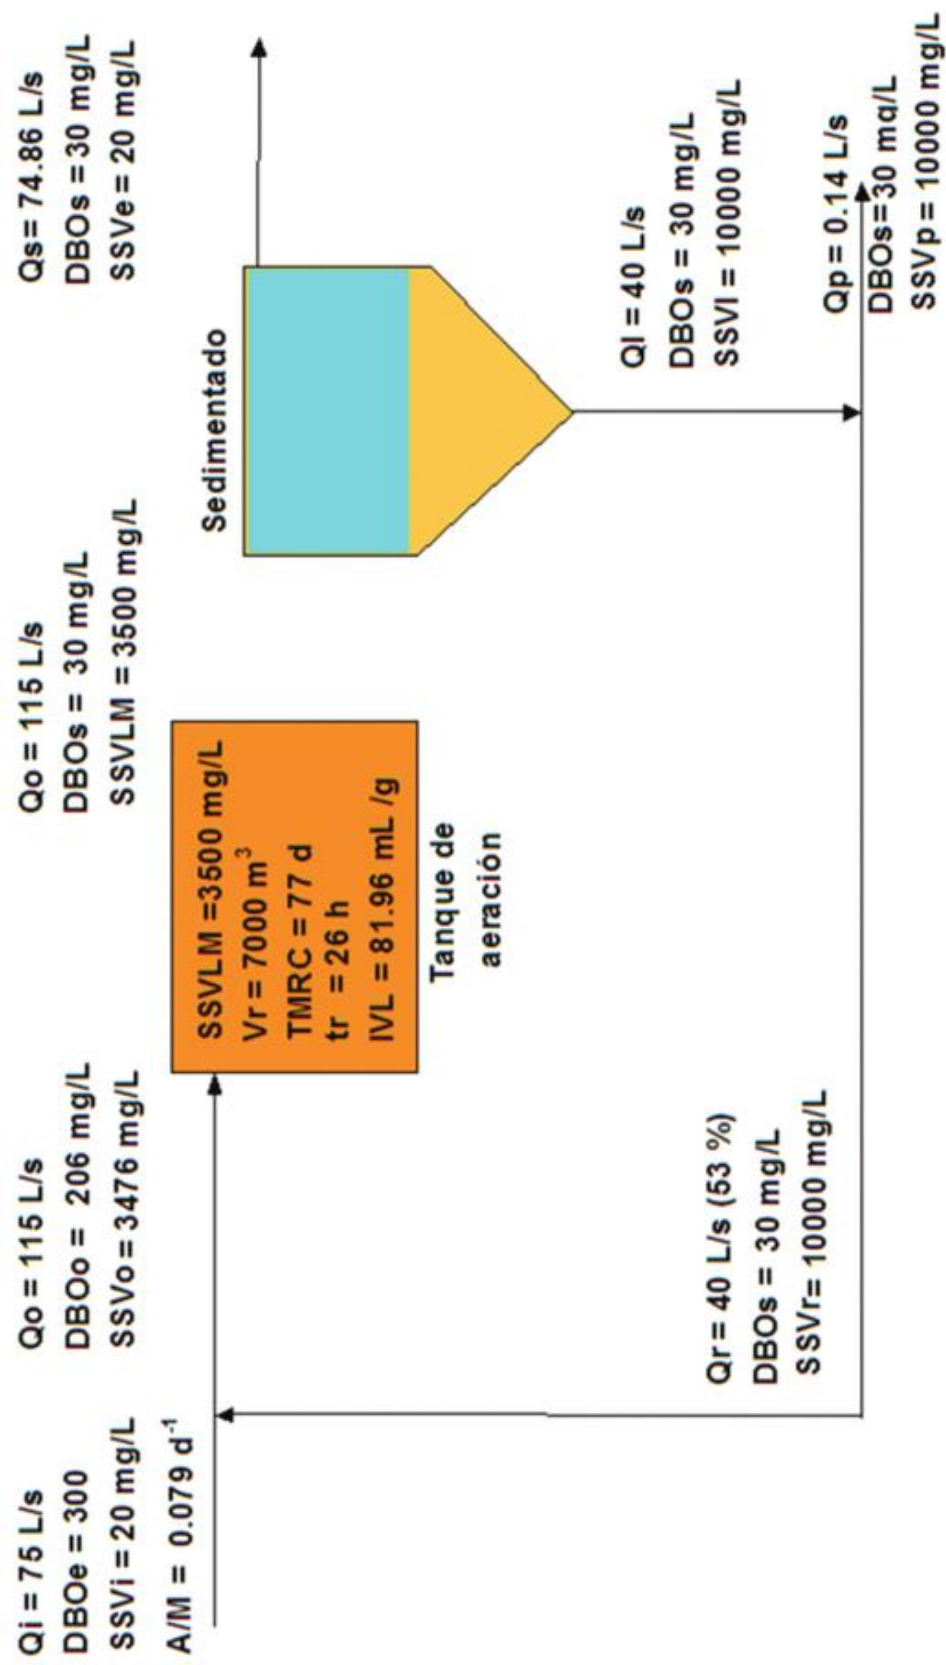 Qi = 75 L/s
DBOe = 300
SSVi = 20 mg/L
A/M = 0.079 d-1
Qo = 115 L/s
DBOo = 206 mg/L
SSVo = 3476 mg/L
SSVLM =3500 mg/L
Vr = 7000 m3
TMRC = 77 d
tr = 26 h
IVL = 81.96 mL /g
Tanque de
aeración
Qo = 115 L/s
DBOs = 30 mg/L
SSVLM = 3500 mg/L
Sedimentado
Qs= 74.86 L/s
DBOs = 30 mg/L
SSVe = 20 mg/L
Ql = 40 L/s
DBOs = 30 mg/L
SSVl = 10000 mg/L
Qp = 0.14 L/s
DBOs=30 mg/L
SSVp = 10000 mg/L
Qr= 40 L/s (53 %)
DBOs = 30 mg/L
SSVr= 10000 mg/L